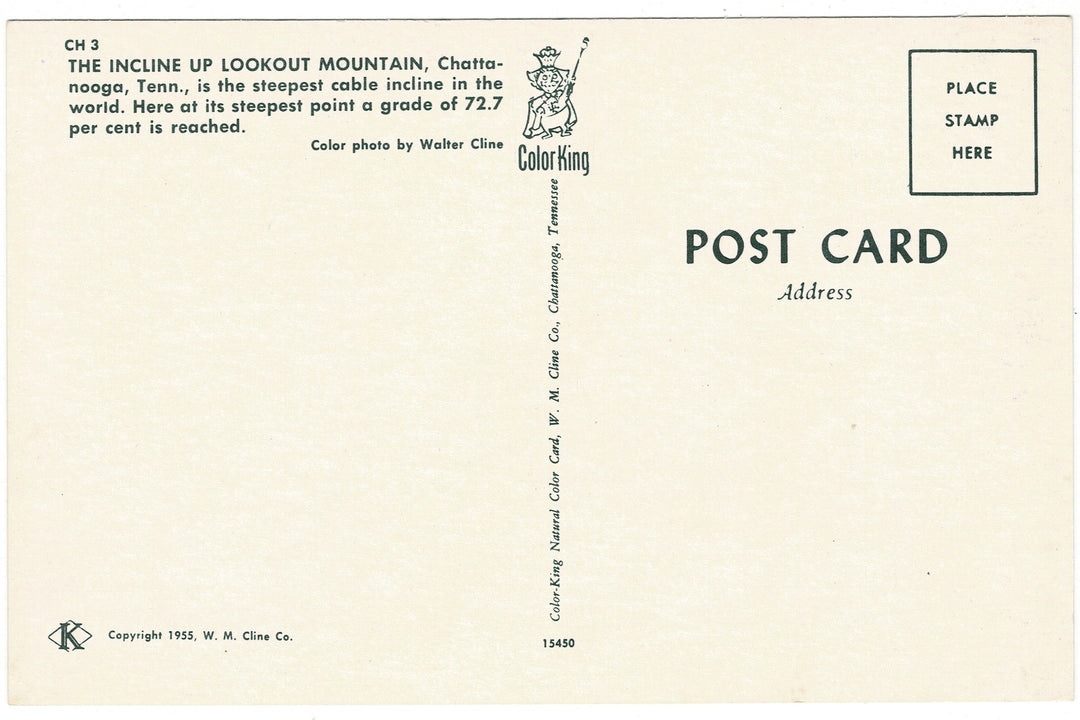 CH 3
THE INCLINE UP LOOKOUT MOUNTAIN, Chatta-
nooga, Tenn., is the steepest cable incline in the
world. Here at its steepest point a grade of 72.7
per cent is reached.
Color photo by Walter Cline
ColorKing
Color-King Natural Color Card, W. M. Cline Co., Chattanooga, Tennessee
PLACE
STAMP
HERE
POST CARD
Address
K
Copyright 1955, W. M. Cline Co.
15450